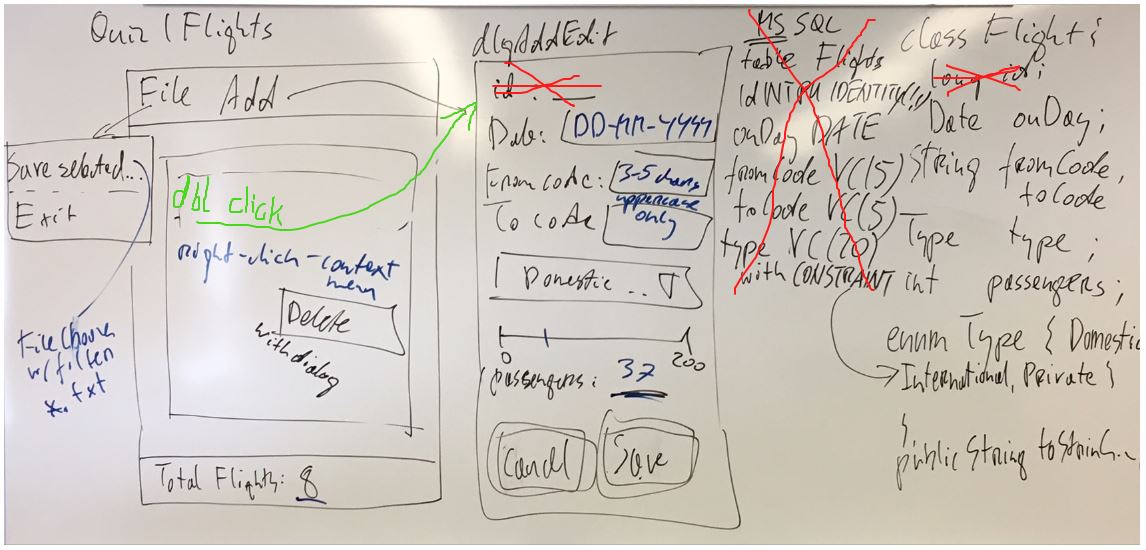 Quiz 1 Flights
File Add
Save selected...
Exit
dbl click
right-click-context
menu
Delete
with dialog
File Chooser
w/ filter
*.txt
Total Flights: 8
dlgAddEdit
id:
Date: DD-MM-YYYY
From code: 3-5 chars
uppercase
only
To code
Domestic...
0
200
passengers: 37
Cancel
Save
MS SQL
table Flights
id INT PK IDENTITY!!!
onDay DATE
fromCode VC(5)
toCode VC(5)
type VC(20)
with CONSTRAINT
class Flight {
long id;
Date onDay;
String fromCode,
toCode
Type type;
int passengers;
enum Type { Domestic
International, Private }
}
public String toString...